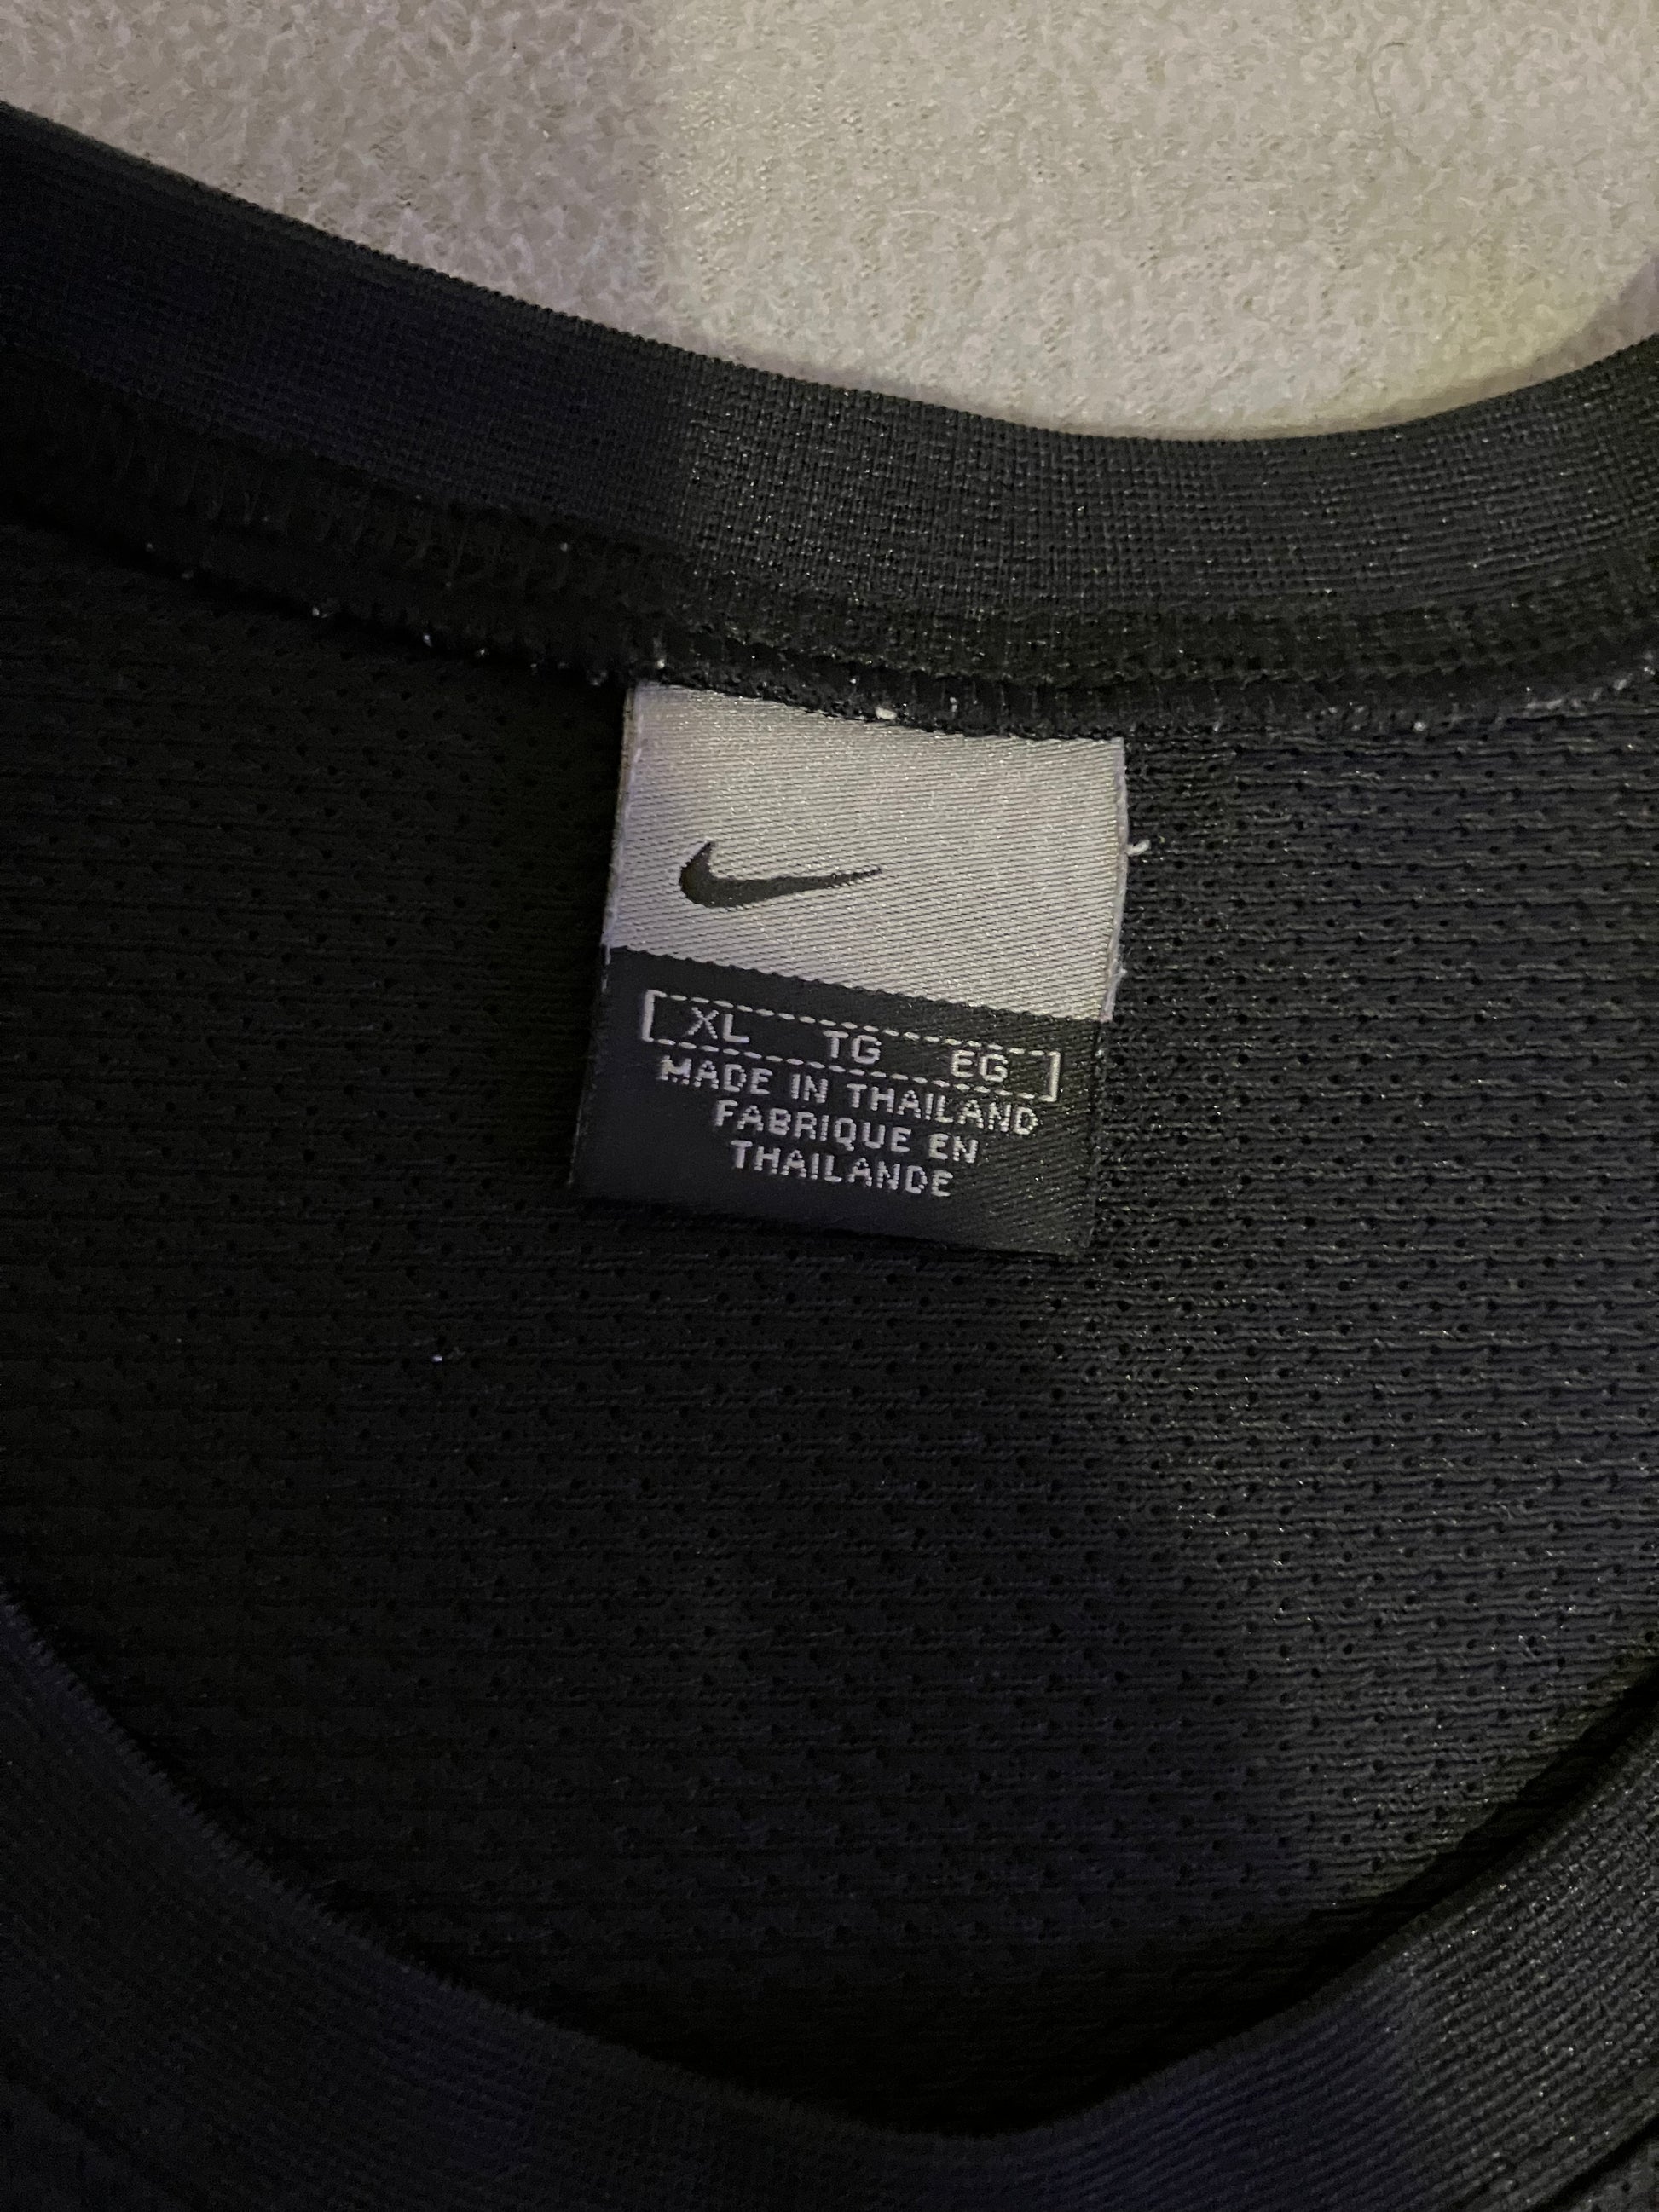 XL TG EG
MADE IN THAILAND
FABRIQUE EN
THAILANDE